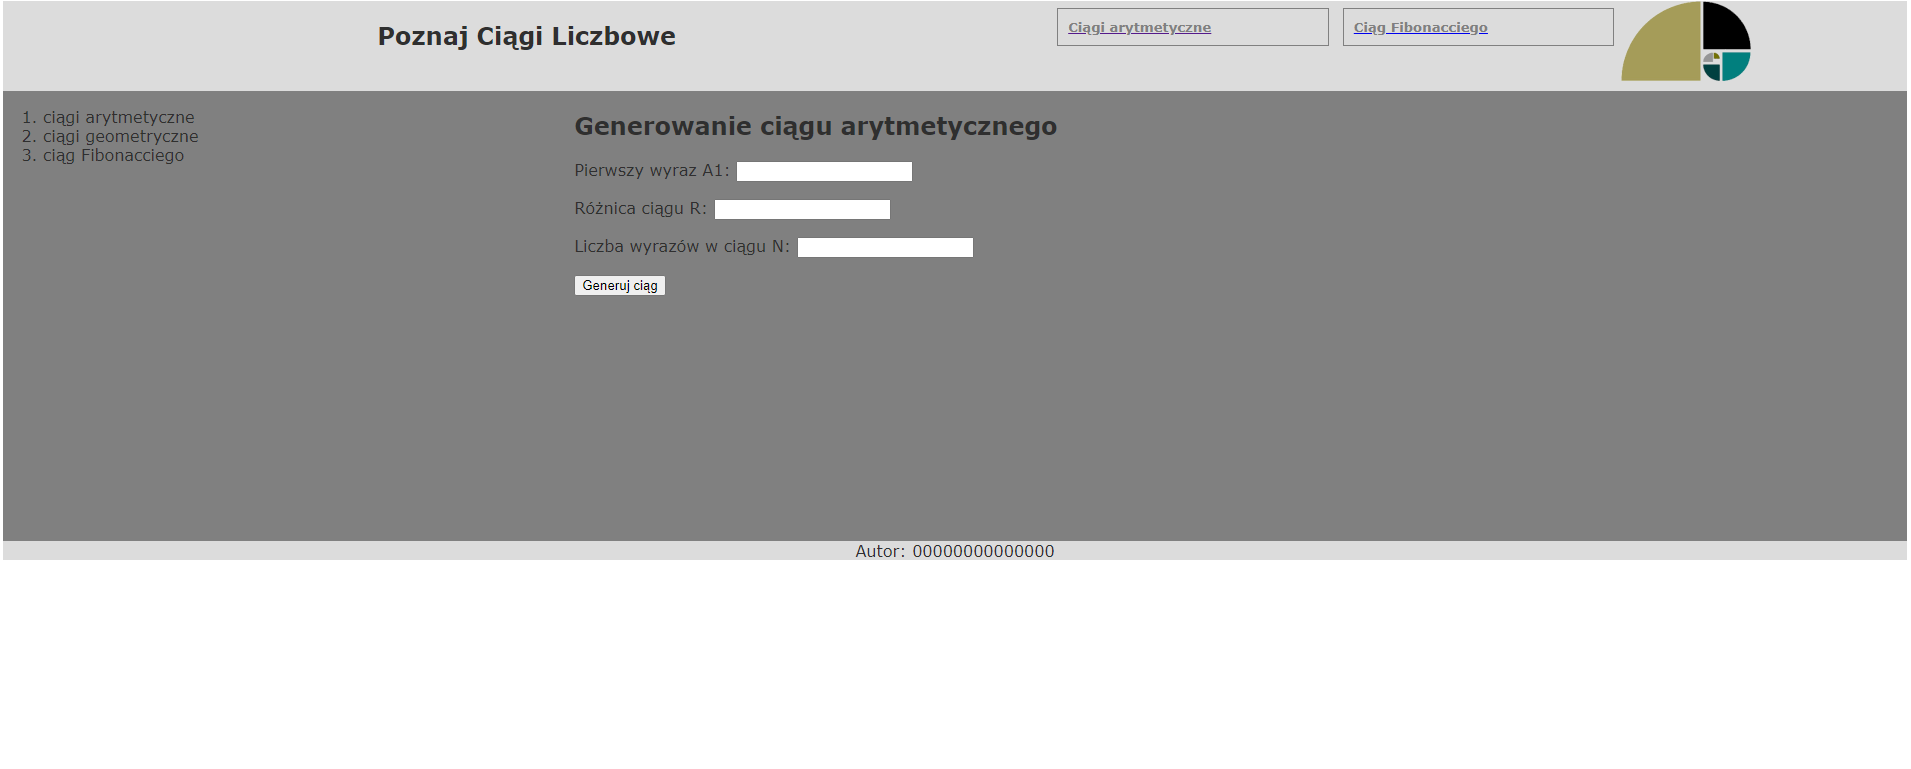 Poznaj Ciągi Liczbowe
Ciągi arytmetyczne
Ciąg Fibonacciego
1. ciągi arytmetyczne
2. ciągi geometryczne
3. ciąg Fibonacciego
Generowanie ciągu arytmetycznego
Pierwszy wyraz A1:
Różnica ciągu R:
Liczba wyrazów w ciągu N:
Generuj ciąg
Autor: 00000000000000